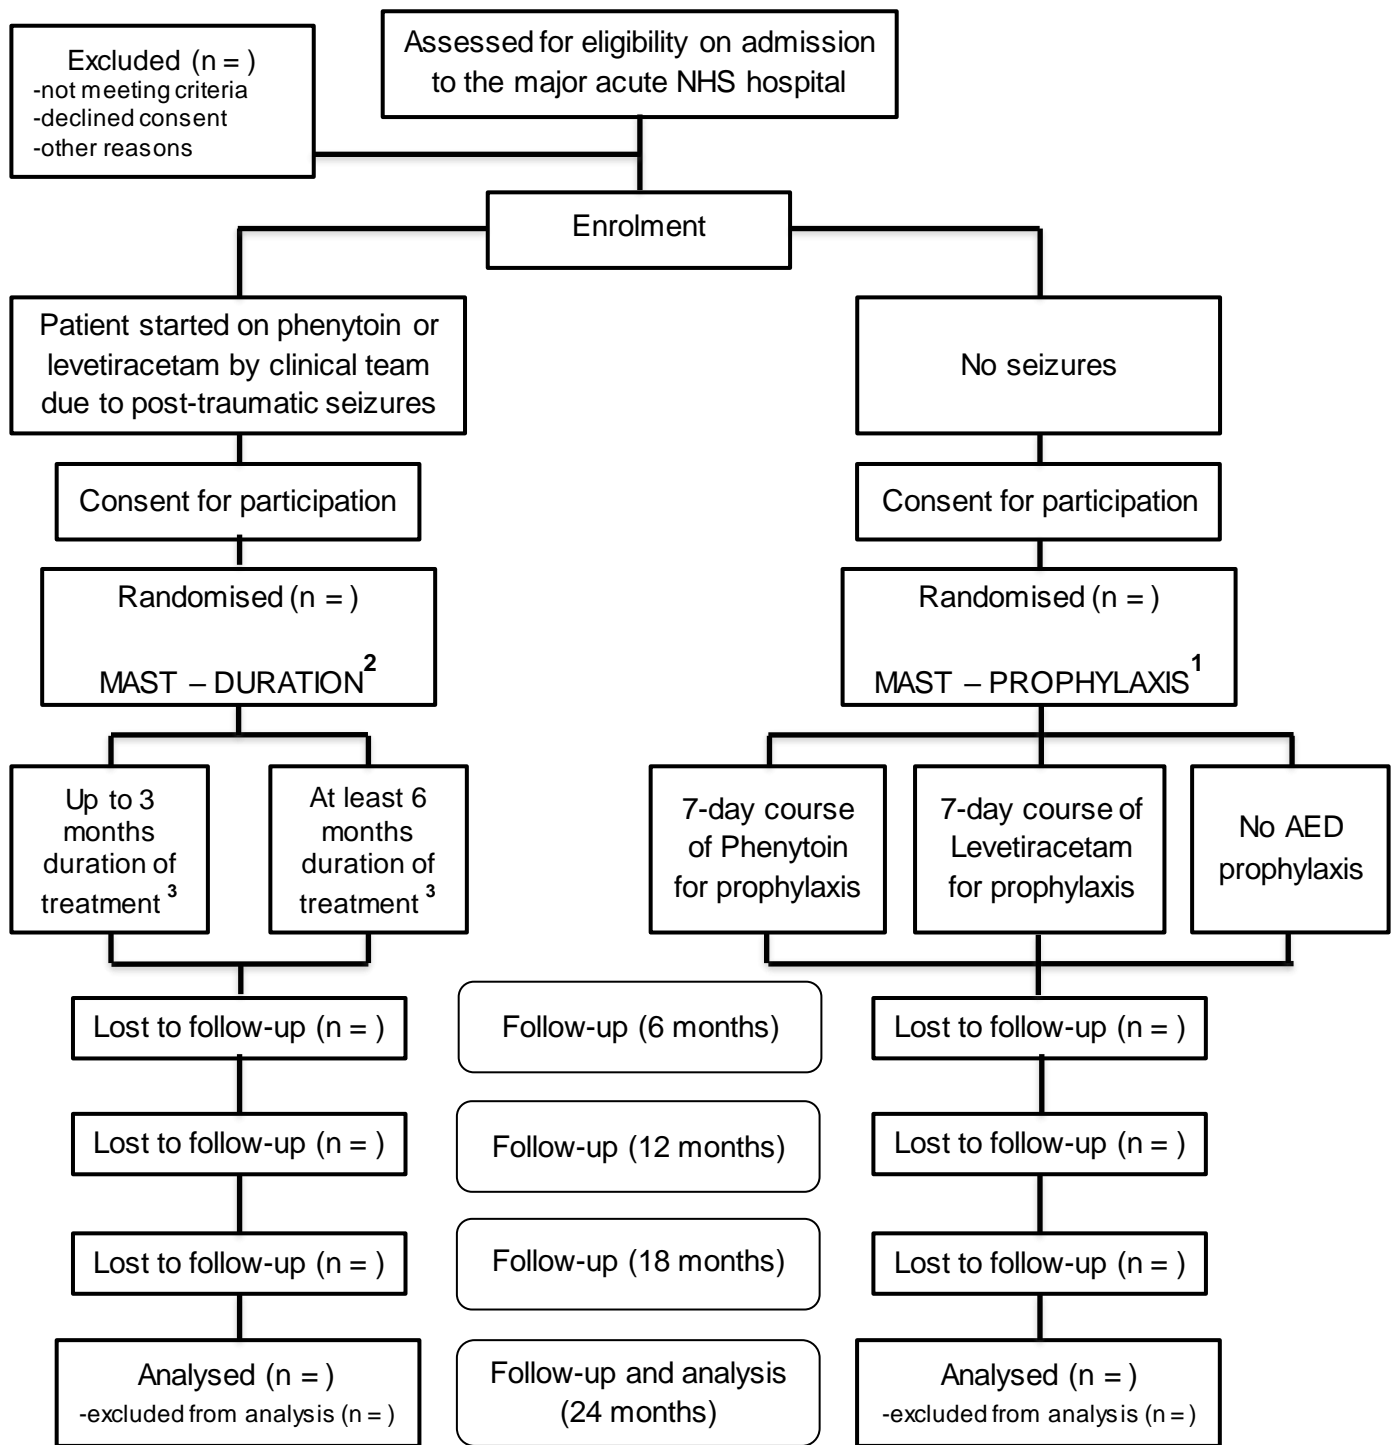 Assessed for eligibility on admission
to the major acute NHS hospital
Excluded (n = )
-not meeting criteria
-declined consent
-other reasons
Enrolment
Patient started on phenytoin or
levetiracetam by clinical team
due to post-traumatic seizures
No seizures
Consent for participation
Consent for participation
Randomised (n = )
MAST – DURATION2
Randomised (n = )
MAST – PROPHYLAXIS1
Up to 3
months
duration of
treatment 3
At least 6
months
duration of
treatment 3
7-day course
of Phenytoin
for prophylaxis
7-day course of
Levetiracetam
for prophylaxis
No AED
prophylaxis
Lost to follow-up (n = )
Follow-up (6 months)
Lost to follow-up (n = )
Lost to follow-up (n = )
Follow-up (12 months)
Lost to follow-up (n = )
Lost to follow-up (n = )
Follow-up (18 months)
Lost to follow-up (n = )
Analysed (n = )
-excluded from analysis (n = )
Follow-up and analysis
(24 months)
Analysed (n = )
-excluded from analysis (n = )